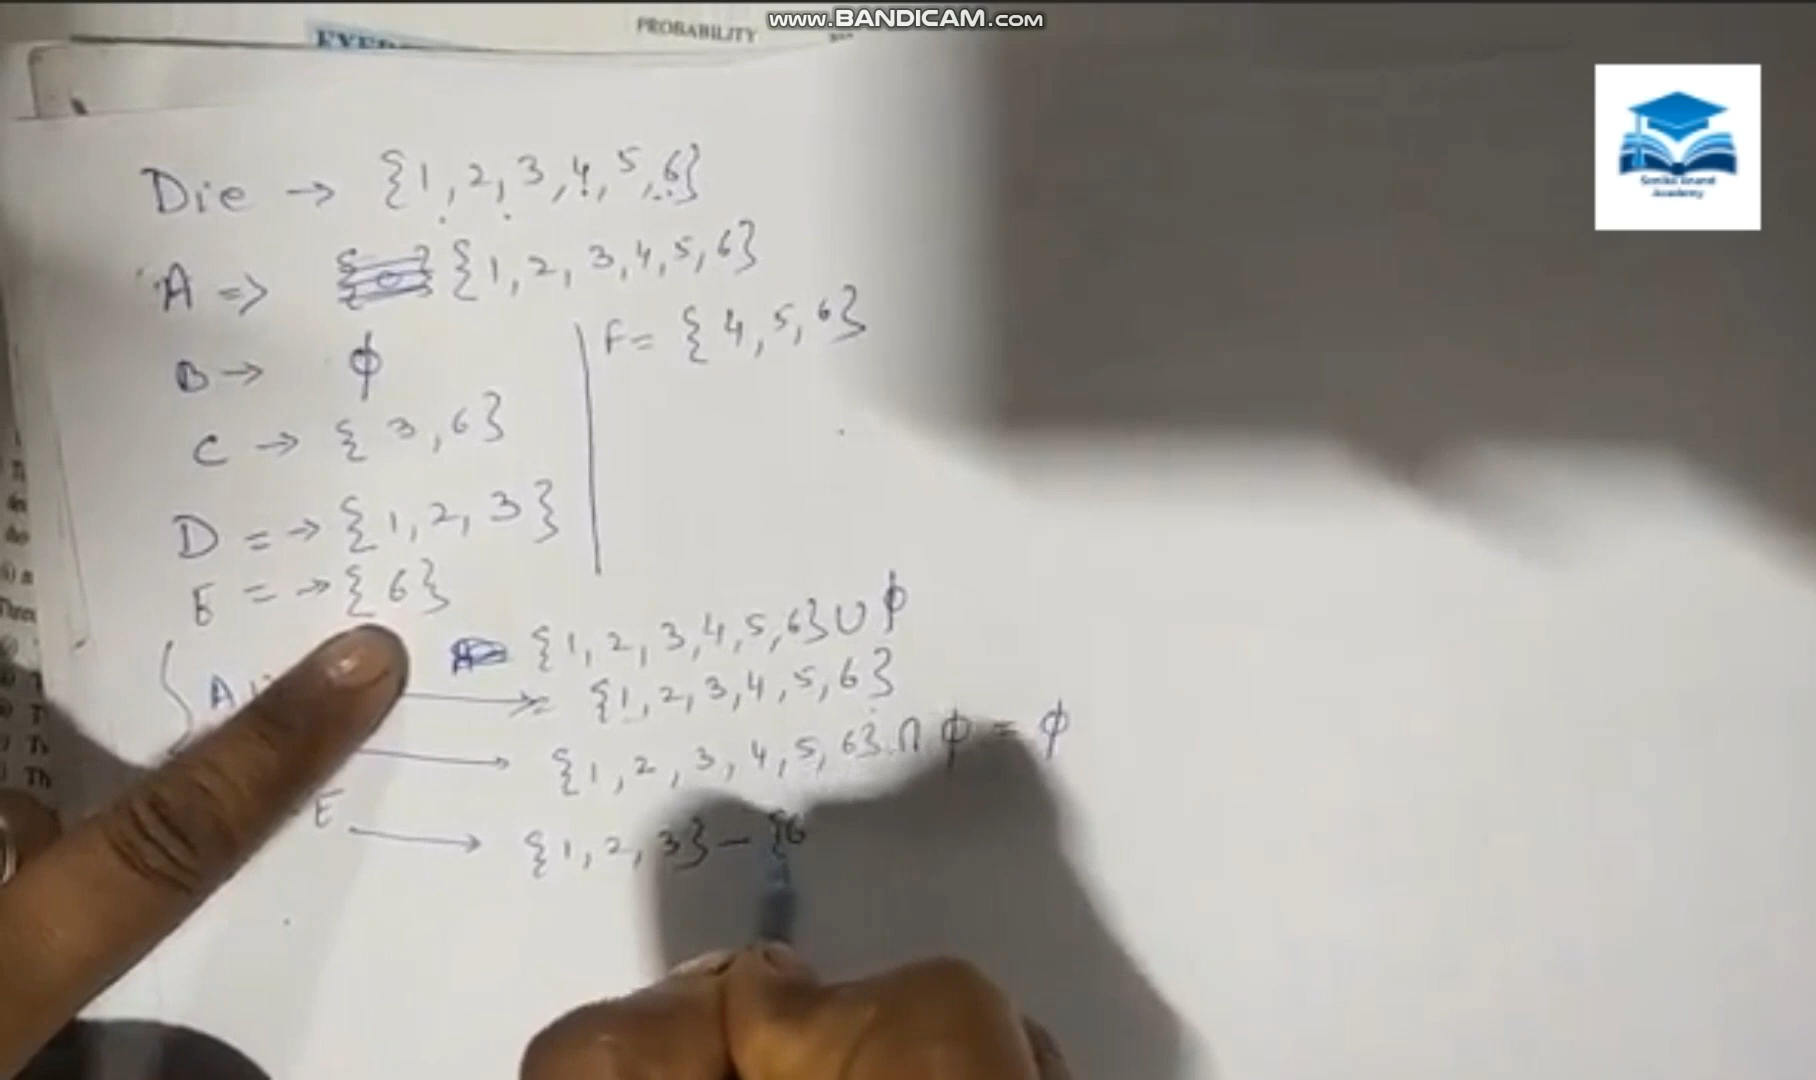 www.BANDICAM.com
PROBABILITY
Die → {1, 2, 3, 4, 5, 6}
A => {1, 2, 3, 4, 5, 6}
F = {4, 5, 6}
B → ϕ
C → {3, 6}
D = → {1, 2, 3}
E = → {6}
{1, 2, 3, 4, 5, 6} ∪ ϕ
A
= {1, 2, 3, 4, 5, 6}
{1, 2, 3, 4, 5, 6} ∩ ϕ = ϕ
E → {1, 2, 3} - {6
Academy